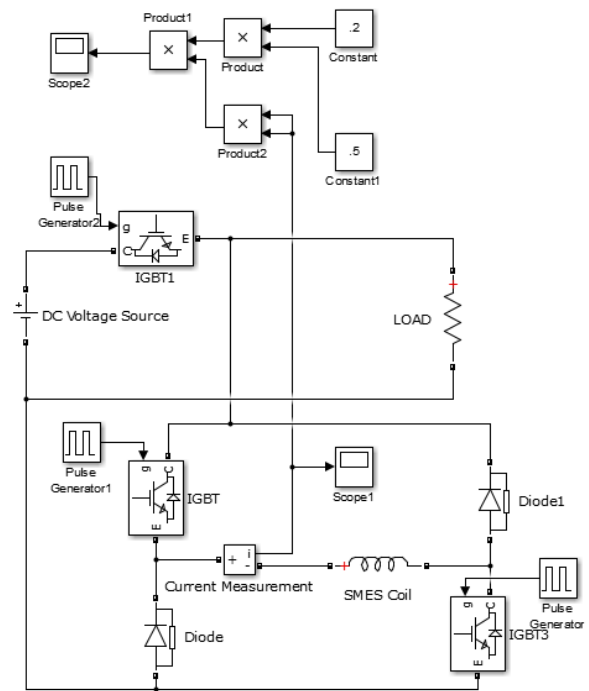 Product1
×
Scope2
×
Product
.2
Constant
×
Product2
.5
Constant1
Pulse
Generator2
g
C
E
IGBT1
+
DC Voltage Source
+
LOAD
Pulse
Generator1
g
C
E
IGBT
Scope1
Diode1
+
-
i
Current Measurement
+
SMES Coil
Pulse
Generator
g
C
E
IGBT3
Diode